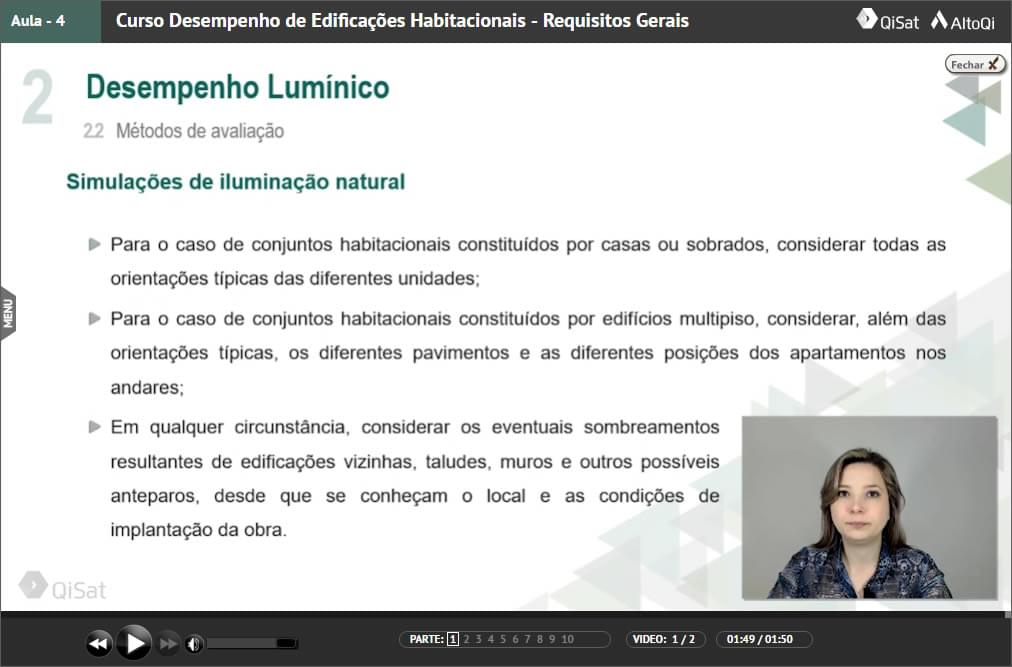 Aula - 4
Curso Desempenho de Edificações Habitacionais - Requisitos Gerais
QiSat AltoQi
Fechar X
2
Desempenho Lumínico
2.2 Métodos de avaliação
Simulações de iluminação natural
Para o caso de conjuntos habitacionais constituídos por casas ou sobrados, considerar todas as
orientações típicas das diferentes unidades;
Para o caso de conjuntos habitacionais constituídos por edifícios multipiso, considerar, além das
orientações típicas, os diferentes pavimentos e as diferentes posições dos apartamentos nos
andares;
Em qualquer circunstância, considerar os eventuais sombreamentos
resultantes de edificações vizinhas, taludes, muros e outros possíveis
anteparos, desde que se conheçam o local e as condições de
implantação da obra.
MENU
QiSat
PARTE: 1 2 3 4 5 6 7 8 9 10
VIDEO: 1 / 2
01:49 / 01:50